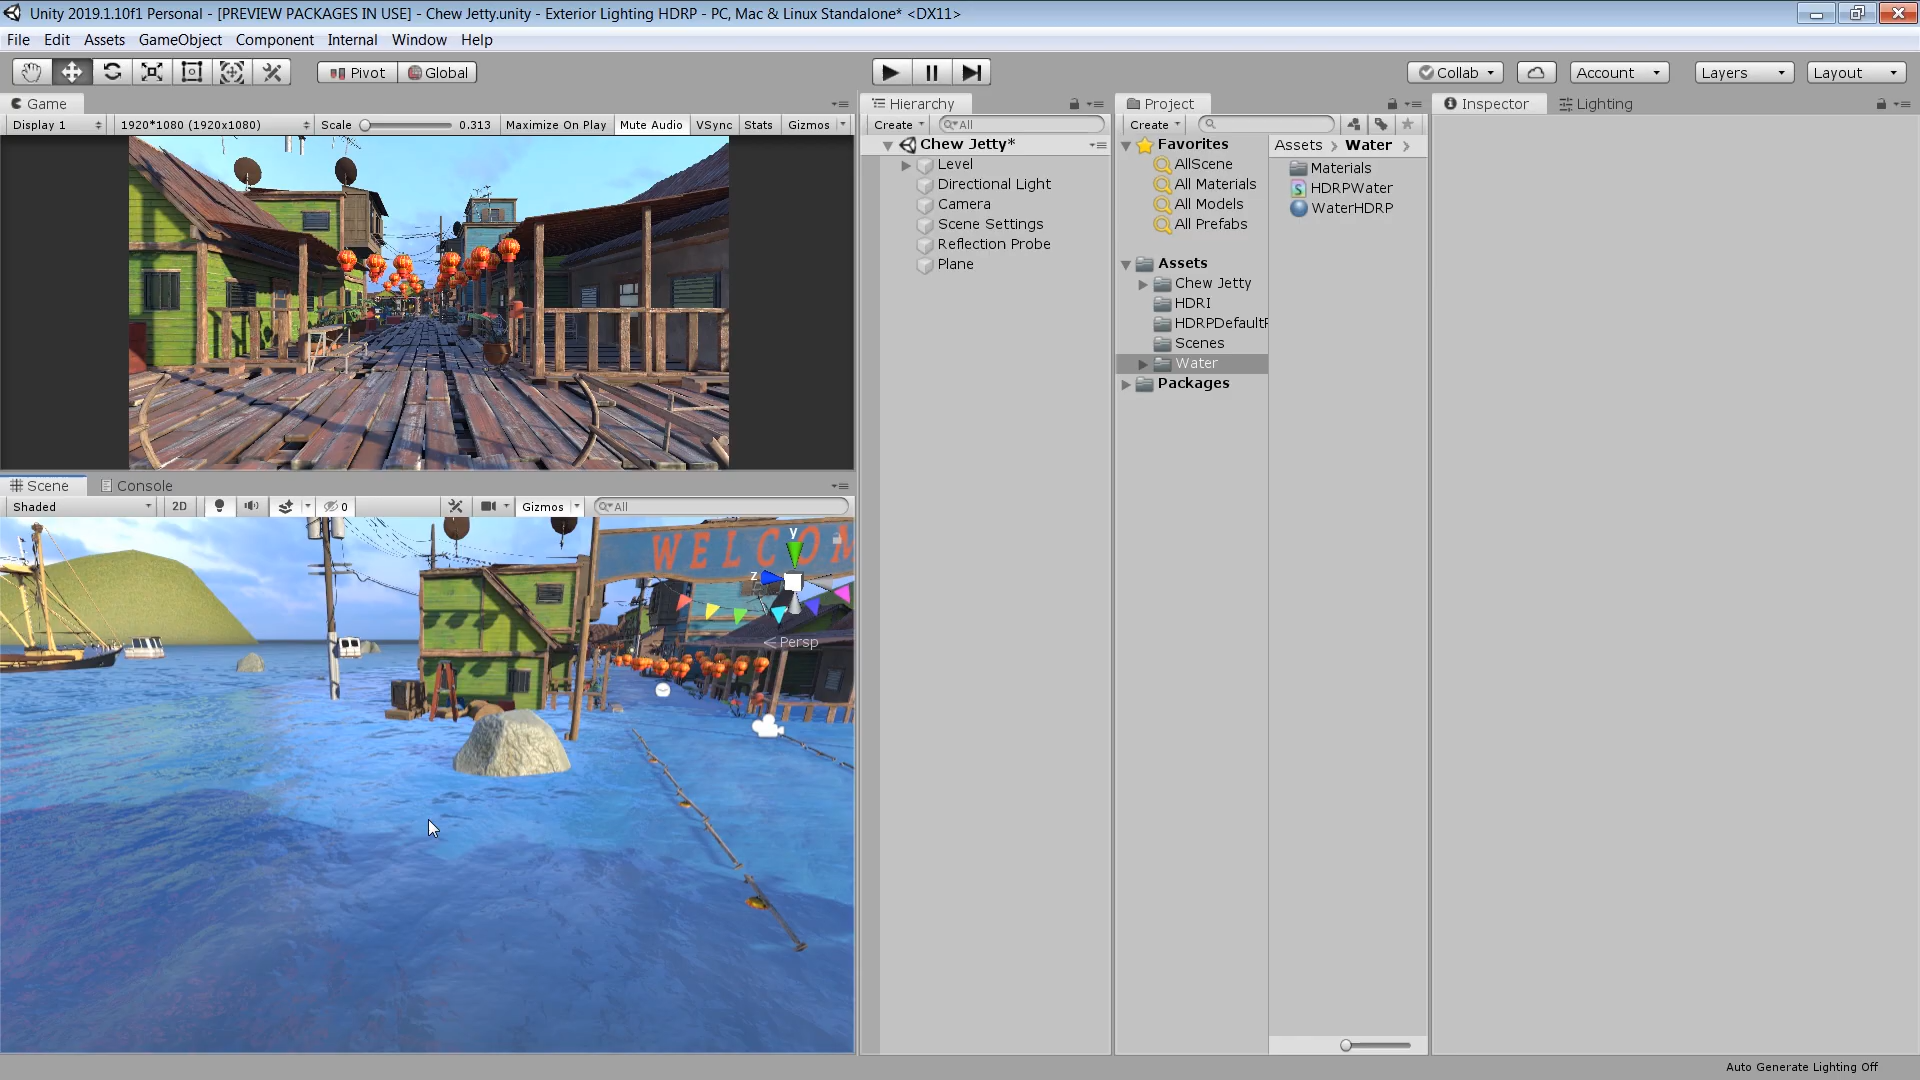 Unity 2019.1.10f1 Personal - [PREVIEW PACKAGES IN USE] - Chew Jetty.unity - Exterior Lighting HDRP - PC, Mac & Linux Standalone* <DX11>
File Edit Assets GameObject Component Internal Window Help
Pivot Global Collab Account Layers Layout
Game
Display 1 1920*1080 (1920x1080) Scale 0.313 Maximize On Play Mute Audio VSync Stats Gizmos
Scene Console
Shaded 2D 0 Gizmos All
WELCOM
y
z
Persp
Hierarchy
Create All
Chew Jetty*
Level
Directional Light
Camera
Scene Settings
Reflection Probe
Plane
Project
Create
Favorites
AllScene
All Materials
All Models
All Prefabs
Assets
Chew Jetty
HDRI
HDRPDefaultR
Scenes
Water
Packages
Assets > Water >
Materials
HDRPWater
WaterHDRP
Inspector Lighting
Auto Generate Lighting Off